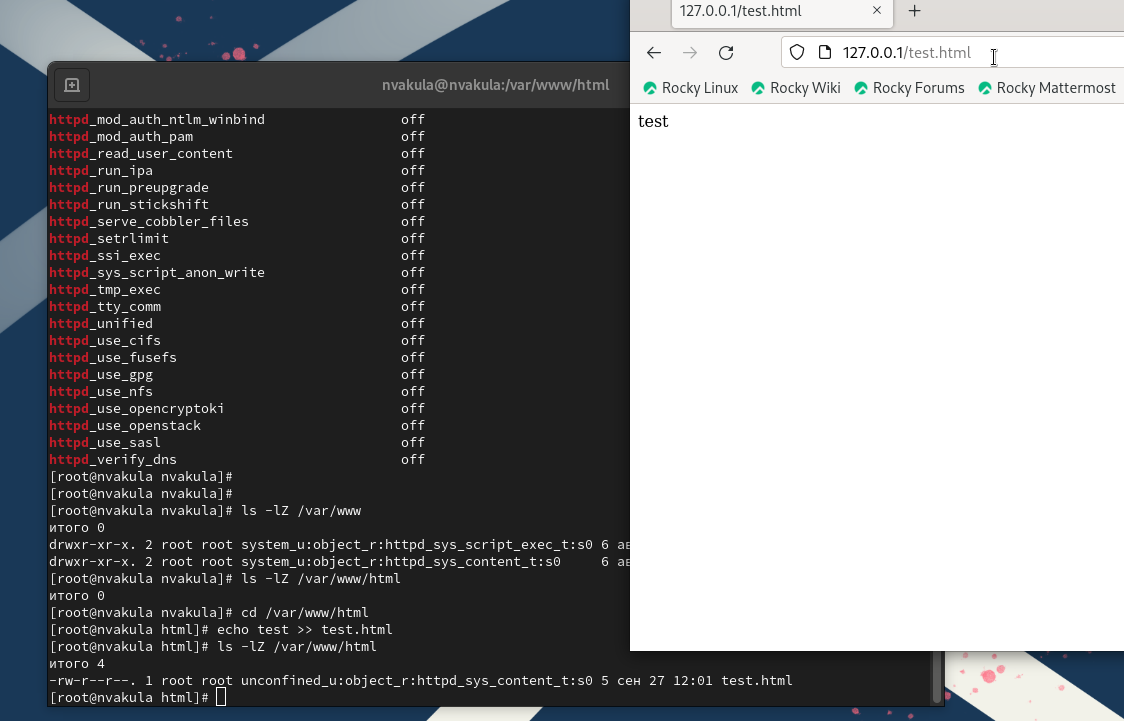 127.0.0.1/test.html
nvakula@nvakula:/var/www/html
127.0.0.1/test.html
Rocky Linux Rocky Wiki Rocky Forums Rocky Mattermost
test
httpd_mod_auth_ntlm_winbind off
httpd_mod_auth_pam off
httpd_read_user_content off
httpd_run_ipa off
httpd_run_preupgrade off
httpd_run_stickshift off
httpd_serve_cobbler_files off
httpd_setrlimit off
httpd_ssi_exec off
httpd_sys_script_anon_write off
httpd_tmp_exec off
httpd_tty_comm off
httpd_unified off
httpd_use_cifs off
httpd_use_fusefs off
httpd_use_gpg off
httpd_use_nfs off
httpd_use_opencryptoki off
httpd_use_openstack off
httpd_use_sasl off
httpd_verify_dns off
[root@nvakula nvakula]#
[root@nvakula nvakula]#
[root@nvakula nvakula]# ls -lZ /var/www
итого 0
drwxr-xr-x. 2 root root system_u:object_r:httpd_sys_script_exec_t:s0 6 ав
drwxr-xr-x. 2 root root system_u:object_r:httpd_sys_content_t:s0 6 ав
[root@nvakula nvakula]# ls -lZ /var/www/html
итого 0
[root@nvakula nvakula]# cd /var/www/html
[root@nvakula html]# echo test >> test.html
[root@nvakula html]# ls -lZ /var/www/html
итого 4
-rw-r--r--. 1 root root unconfined_u:object_r:httpd_sys_content_t:s0 5 сен 27 12:01 test.html
[root@nvakula html]#